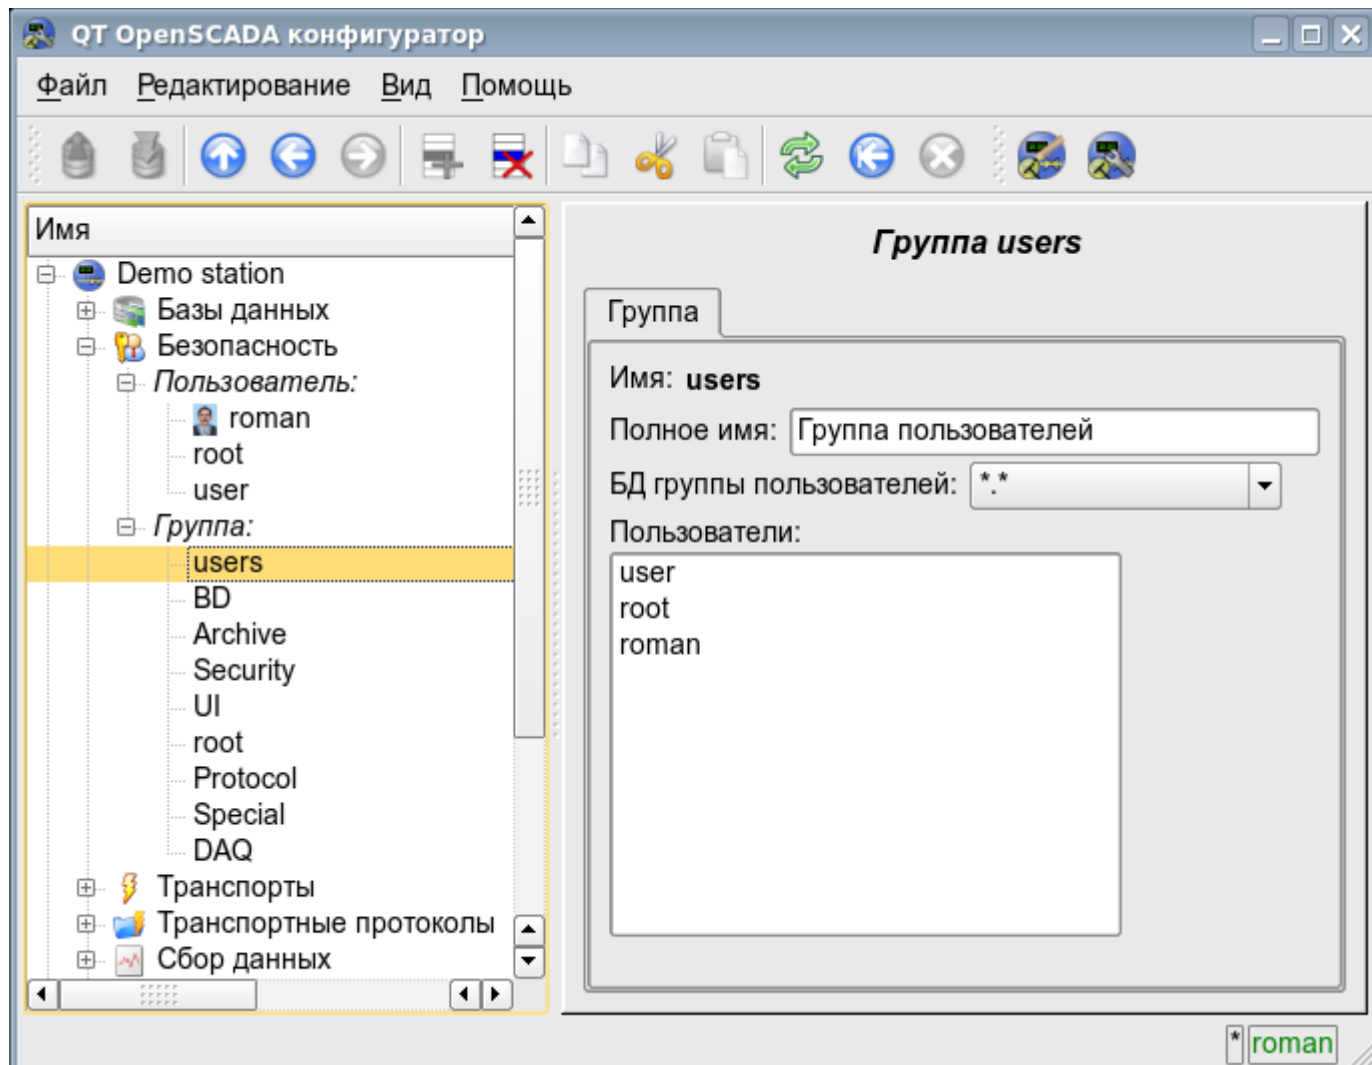 QT OpenSCADA конфигуратор
Файл Редактирование Вид Помощь
Имя
Demo station
Базы данных
Безопасность
Пользователь:
roman
root
user
Группа:
users
BD
Archive
Security
UI
root
Protocol
Special
DAQ
Транспорты
Транспортные протоколы
Сбор данных
Группа users
Группа
Имя: users
Полное имя: Группа пользователей
БД группы пользователей: *.*
Пользователи:
user
root
roman
* roman